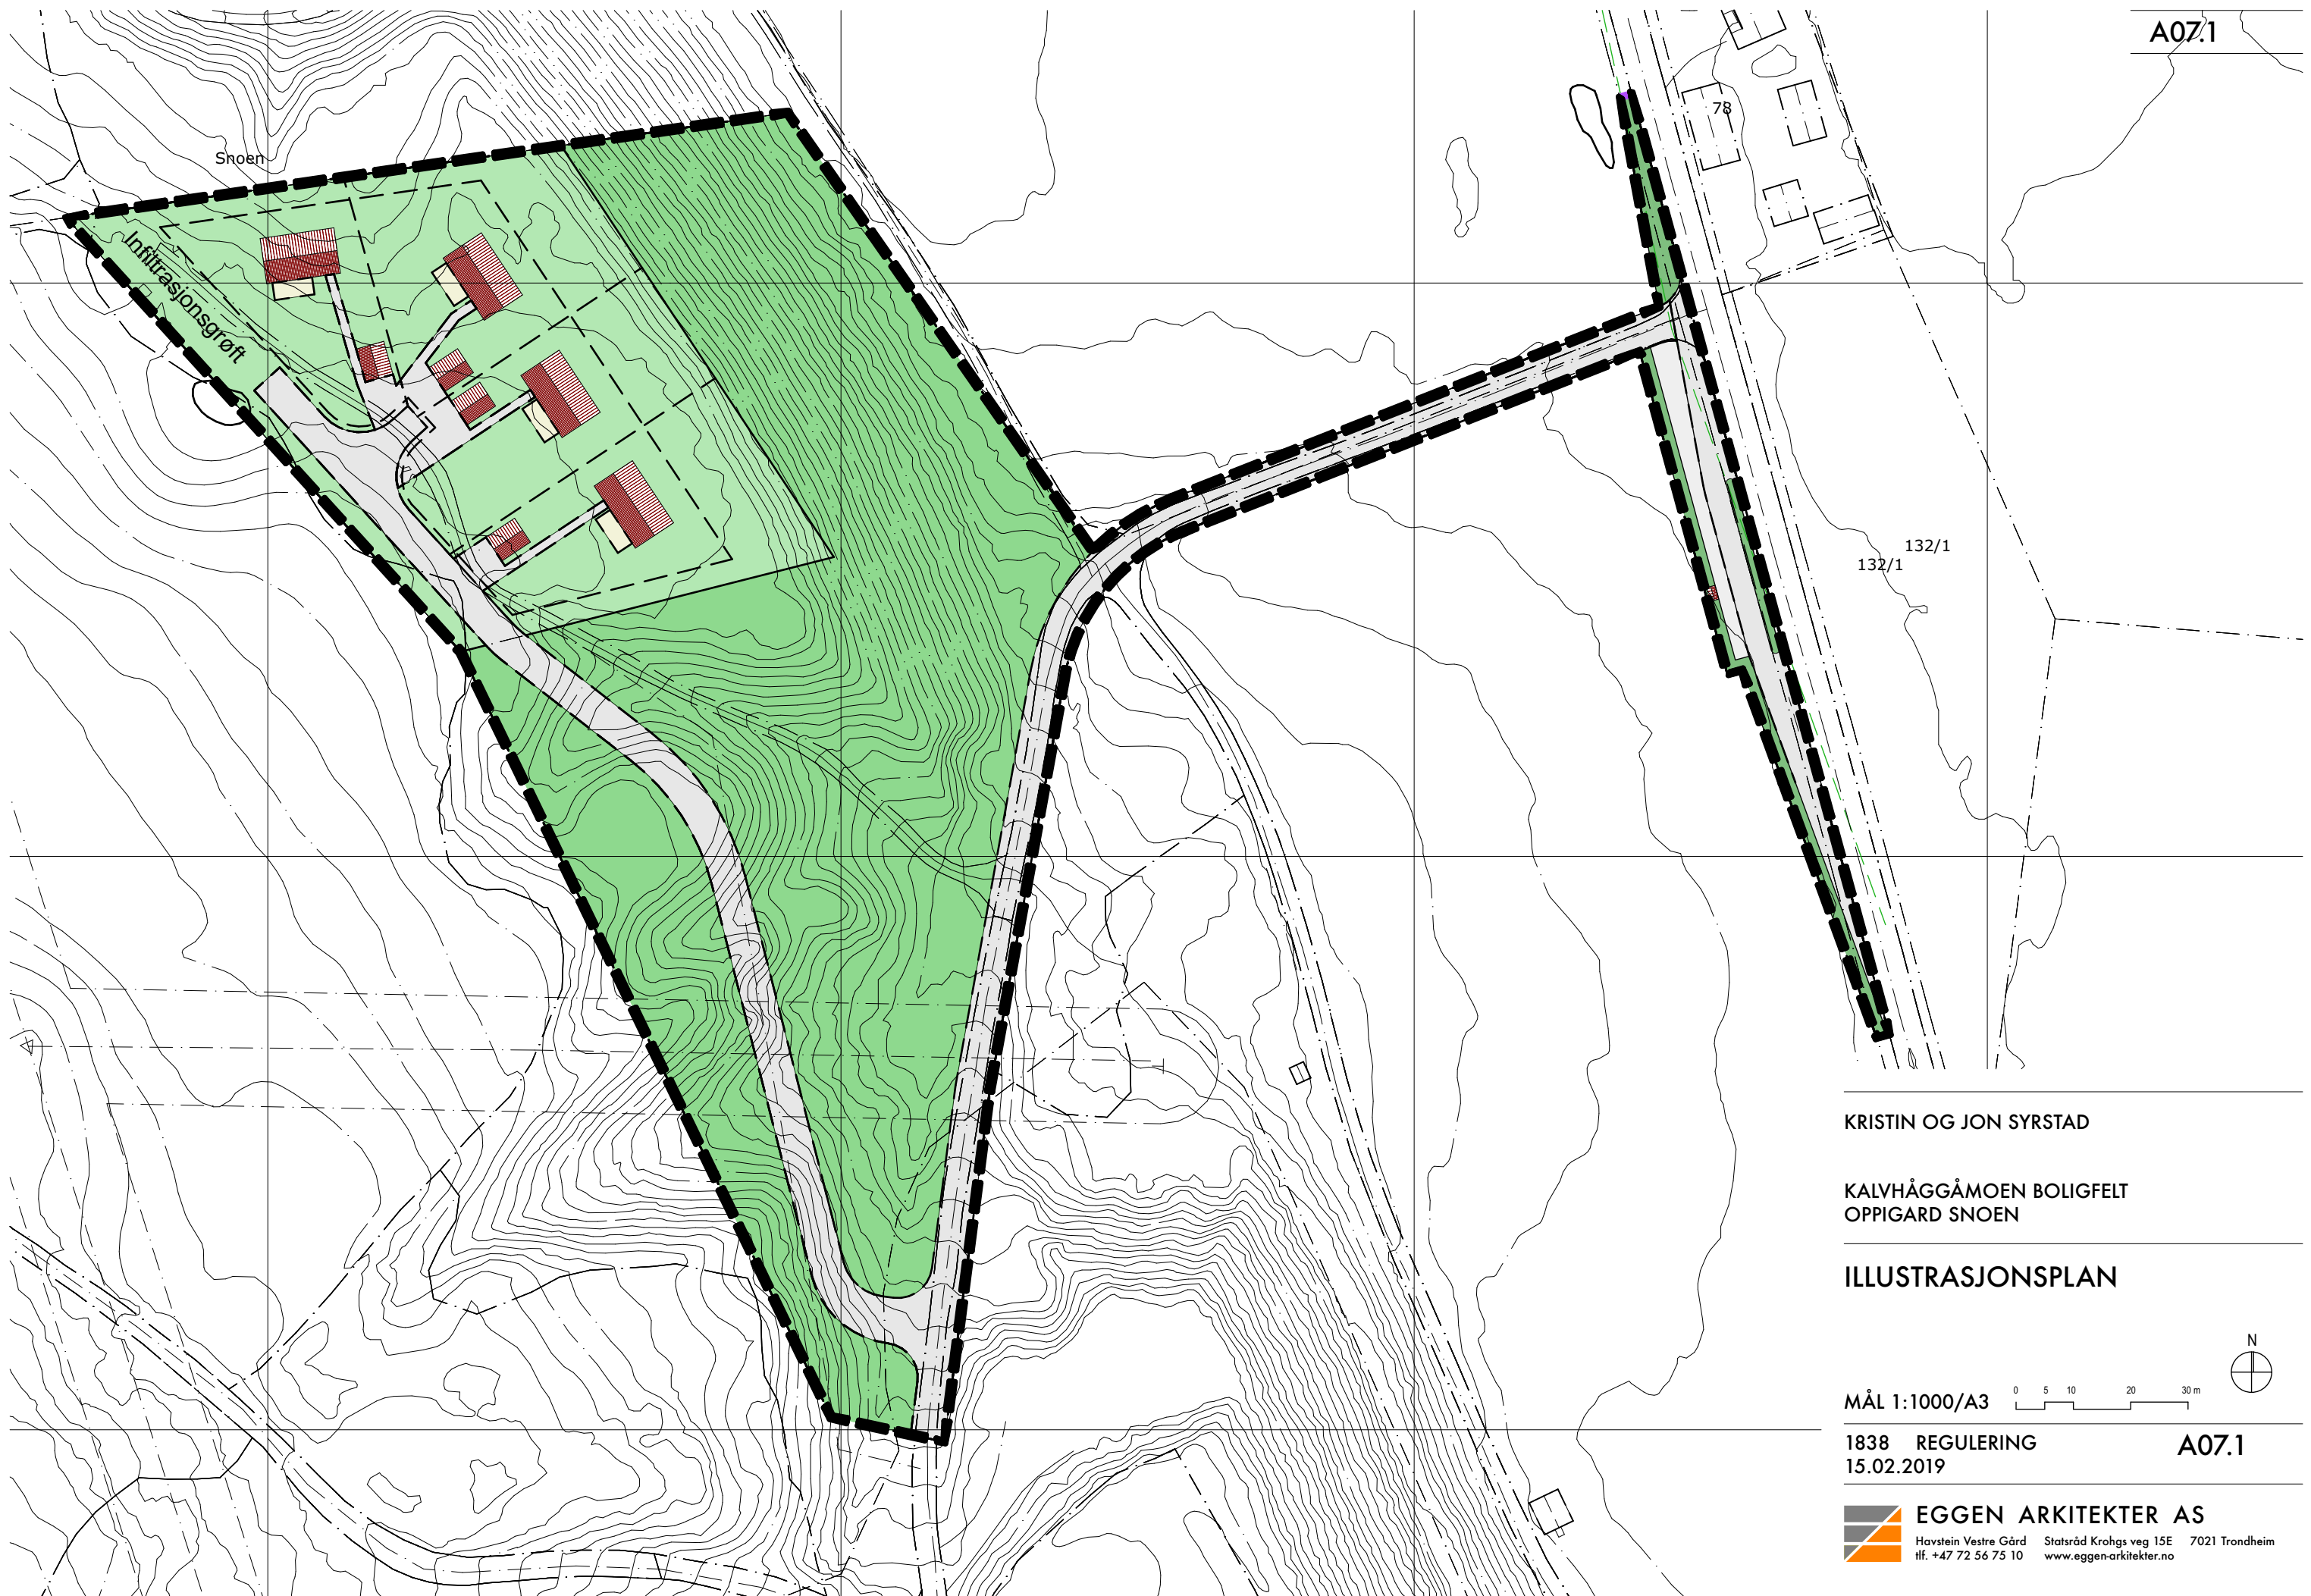 A07.1
78
Snoen
Infiltrasjonsgrøft
132/1
132/1
KRISTIN OG JON SYRSTAD
KALVHÅGGÅMOEN BOLIGFELT
OPPIGARD SNOEN
ILLUSTRASJONSPLAN
N
MÅL 1:1000/A3 0 5 10 20 30 m
1838 REGULERING A07.1
15.02.2019
EGGEN ARKITEKTER AS
Havstein Vestre Gård Statsråd Krohgs veg 15E 7021 Trondheim
tlf. +47 72 56 75 10 www.eggen-arkitekter.no